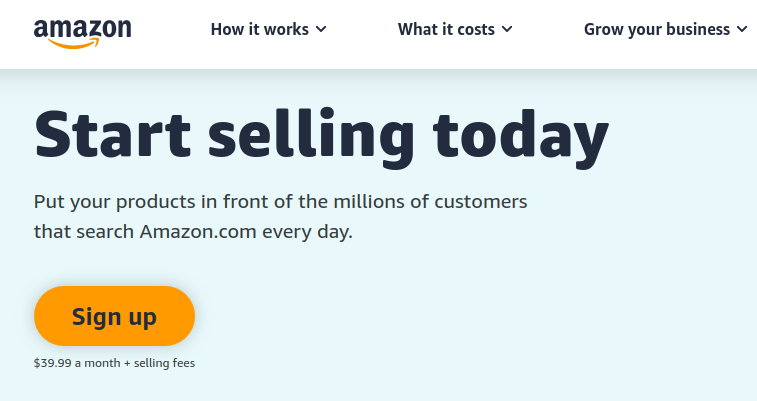 amazon
How it works
What it costs
Grow your business
Start selling today
Put your products in front of the millions of customers
that search Amazon.com every day.
Sign up
$39.99 a month + selling fees